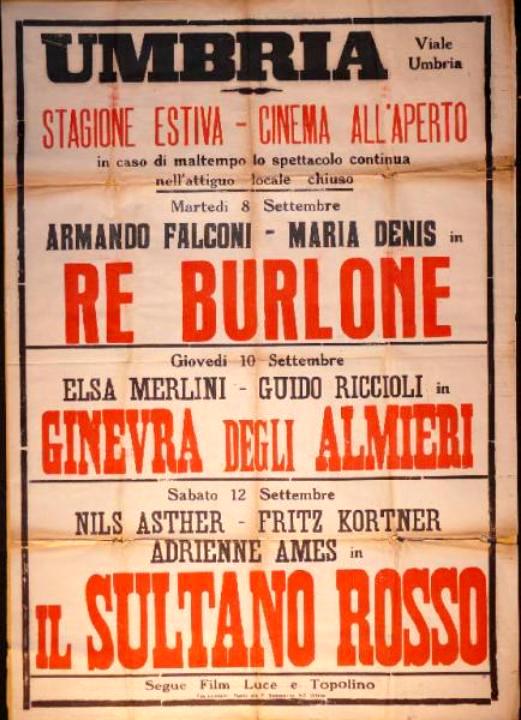 UMBRIA
Viale
Umbria
STAGIONE ESTIVA - CINEMA ALL'APERTO
in caso di maltempo lo spettacolo continua
nell'attiguo locale chiuso
Martedi 8 Settembre
ARMANDO FALCONI - MARIA DENIS in
RE BURLONE
Giovedi 10 Settembre
ELSA MERLINI - GUIDO RICCIOLI in
GINEVRA DEGLI ALMIERI
Sabato 12 Settembre
NILS ASTHER - FRITZ KORTNER
ADRIENNE AMES in
IL SULTANO ROSSO
Segue Film Luce e Topolino